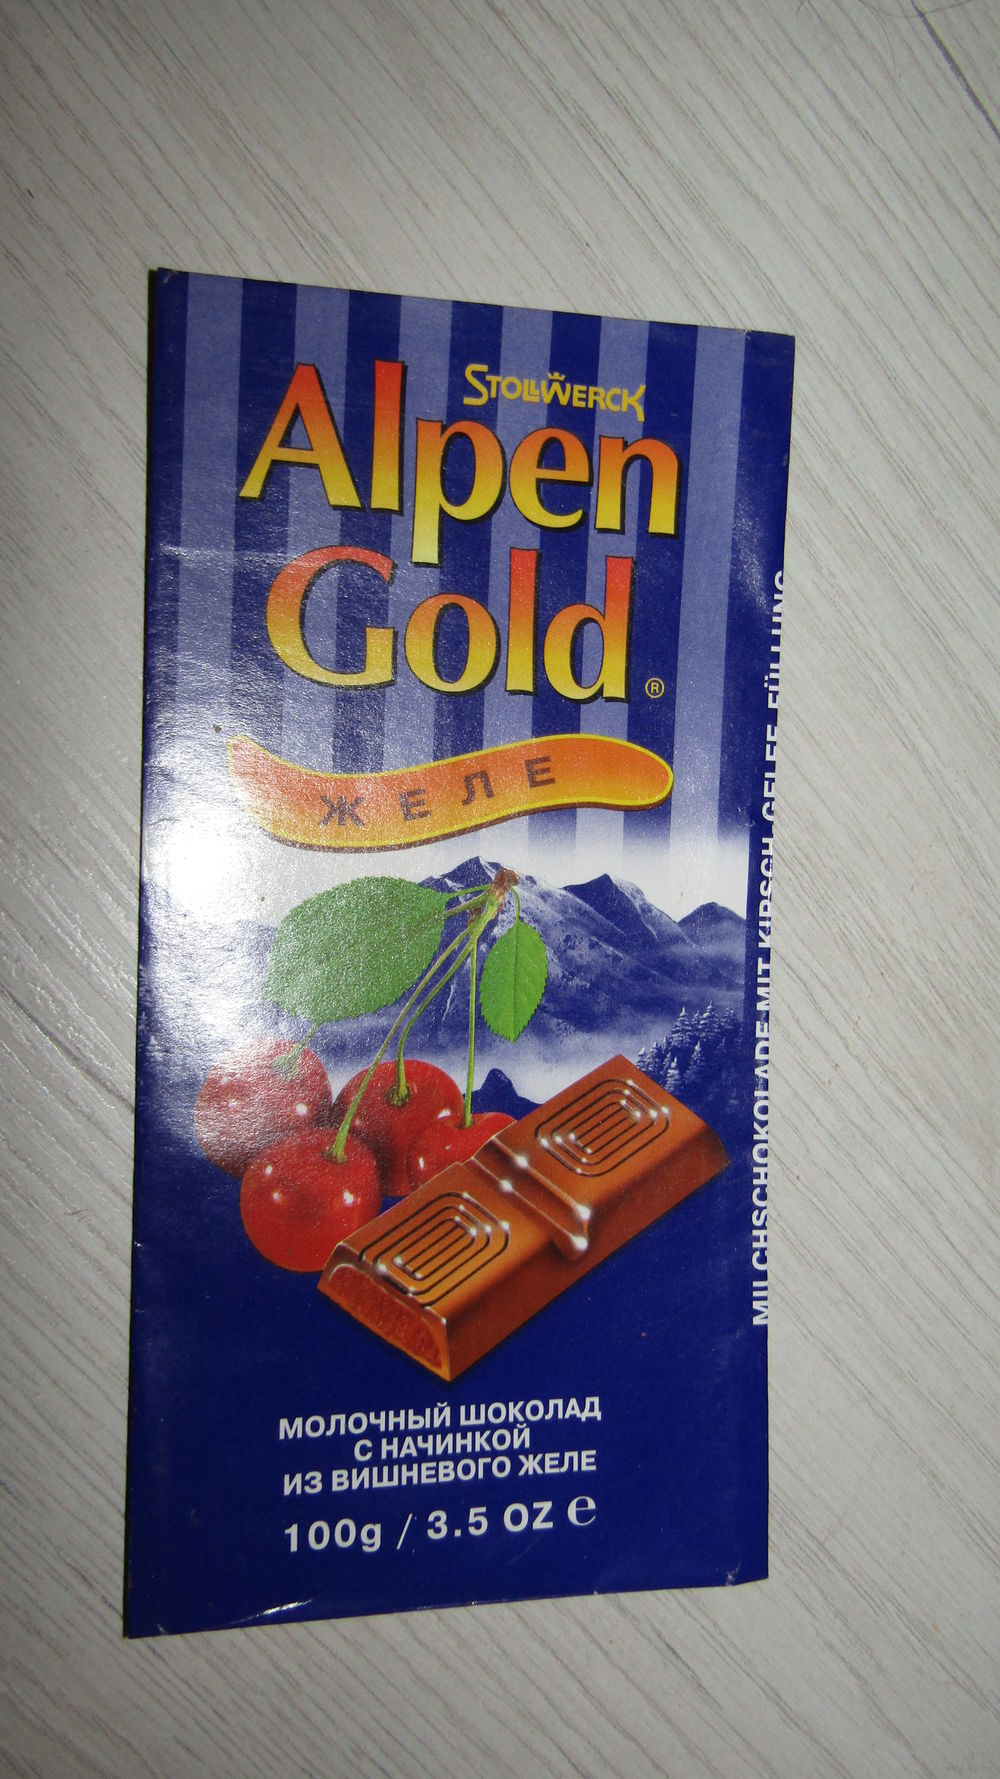 STOLLWERCK
Alpen
Gold ®
ЖЕЛЕ
МОЛОЧНЫЙ ШОКОЛАД
С НАЧИНКОЙ
ИЗ ВИШНЕВОГО ЖЕЛЕ
100g / 3.5 OZ ℮
MILCHSCHOKOLADE MIT KIRSCH-GELEE-FÜLLUNG